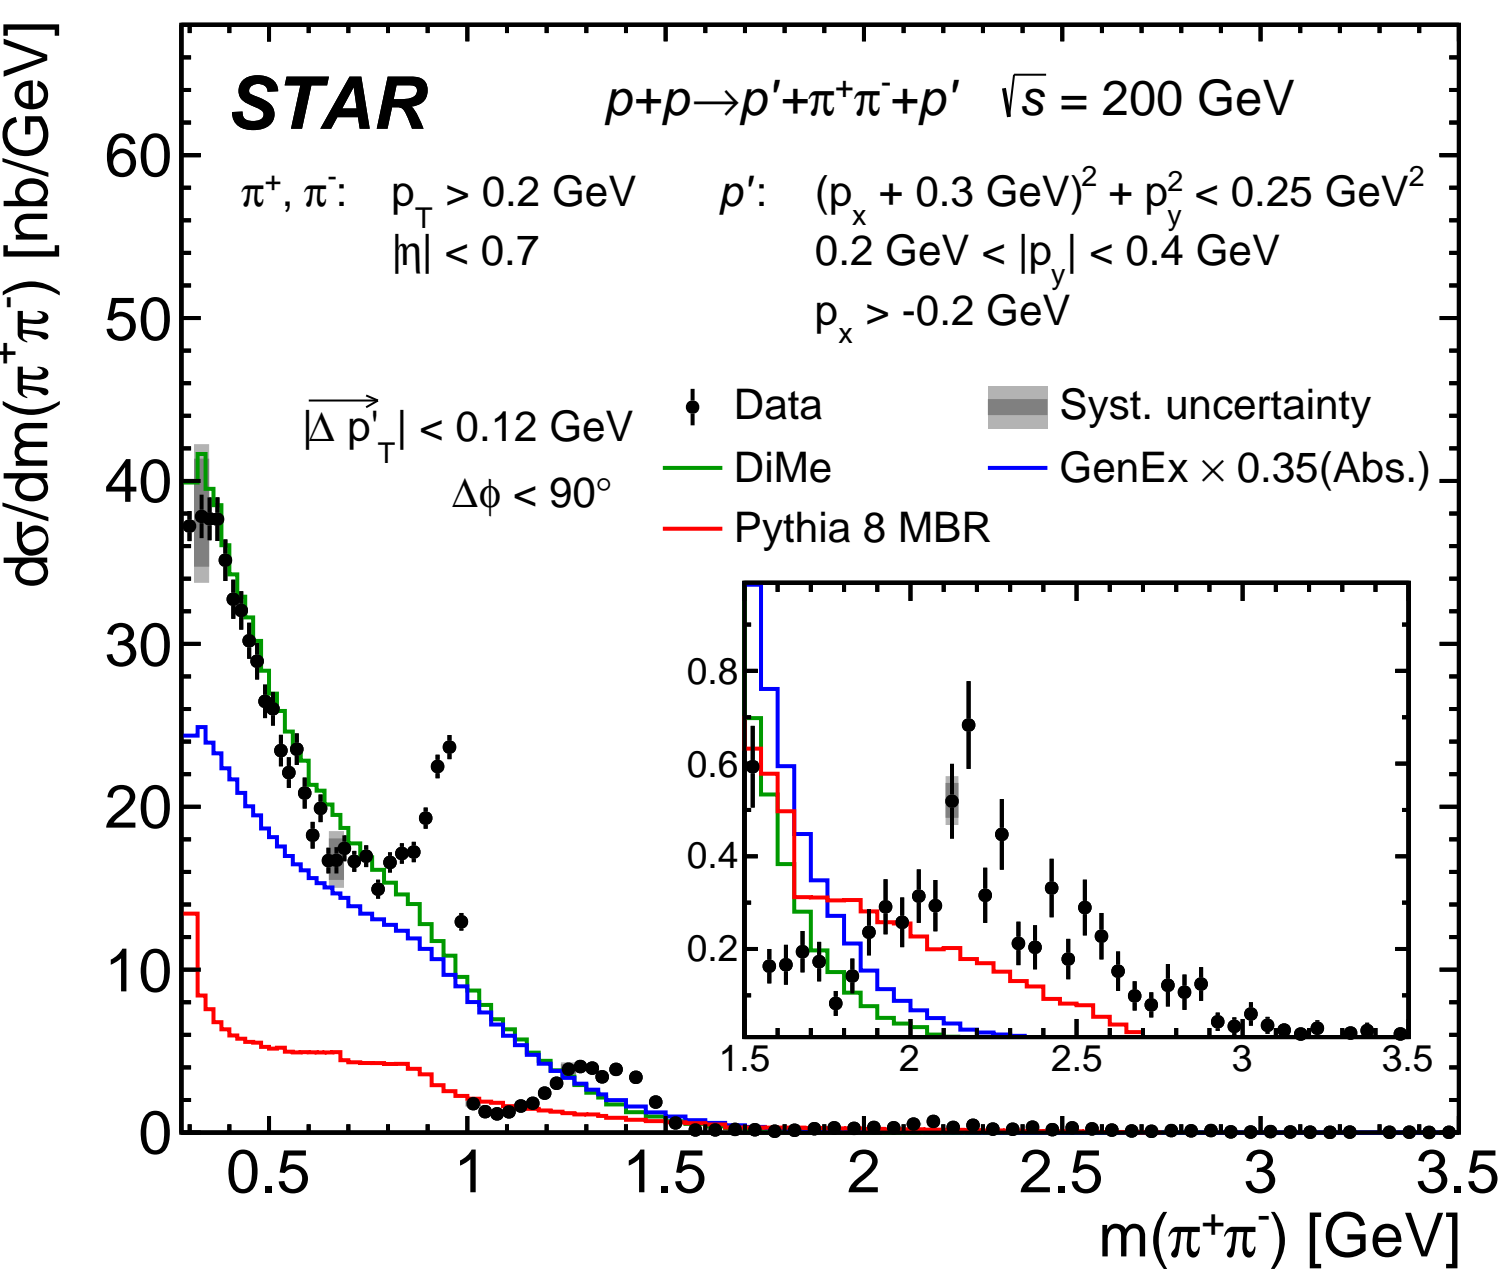 dσ/dm(π⁺π⁻) [nb/GeV]
STAR
p+p→p′+π⁺π⁻+p′ √s = 200 GeV
π⁺, π⁻: p_T > 0.2 GeV
|η| < 0.7
p′: (p_x + 0.3 GeV)² + p_y² < 0.25 GeV²
0.2 GeV < |p_y| < 0.4 GeV
p_x > -0.2 GeV
|Δ p⃗'_T| < 0.12 GeV
Δϕ < 90°
Data
Syst. uncertainty
DiMe
GenEx × 0.35(Abs.)
Pythia 8 MBR
60
50
40
30
20
10
0
0.8
0.6
0.4
0.2
1.5 2 2.5 3 3.5
0.5 1 1.5 2 2.5 3 3.5
m(π⁺π⁻) [GeV]